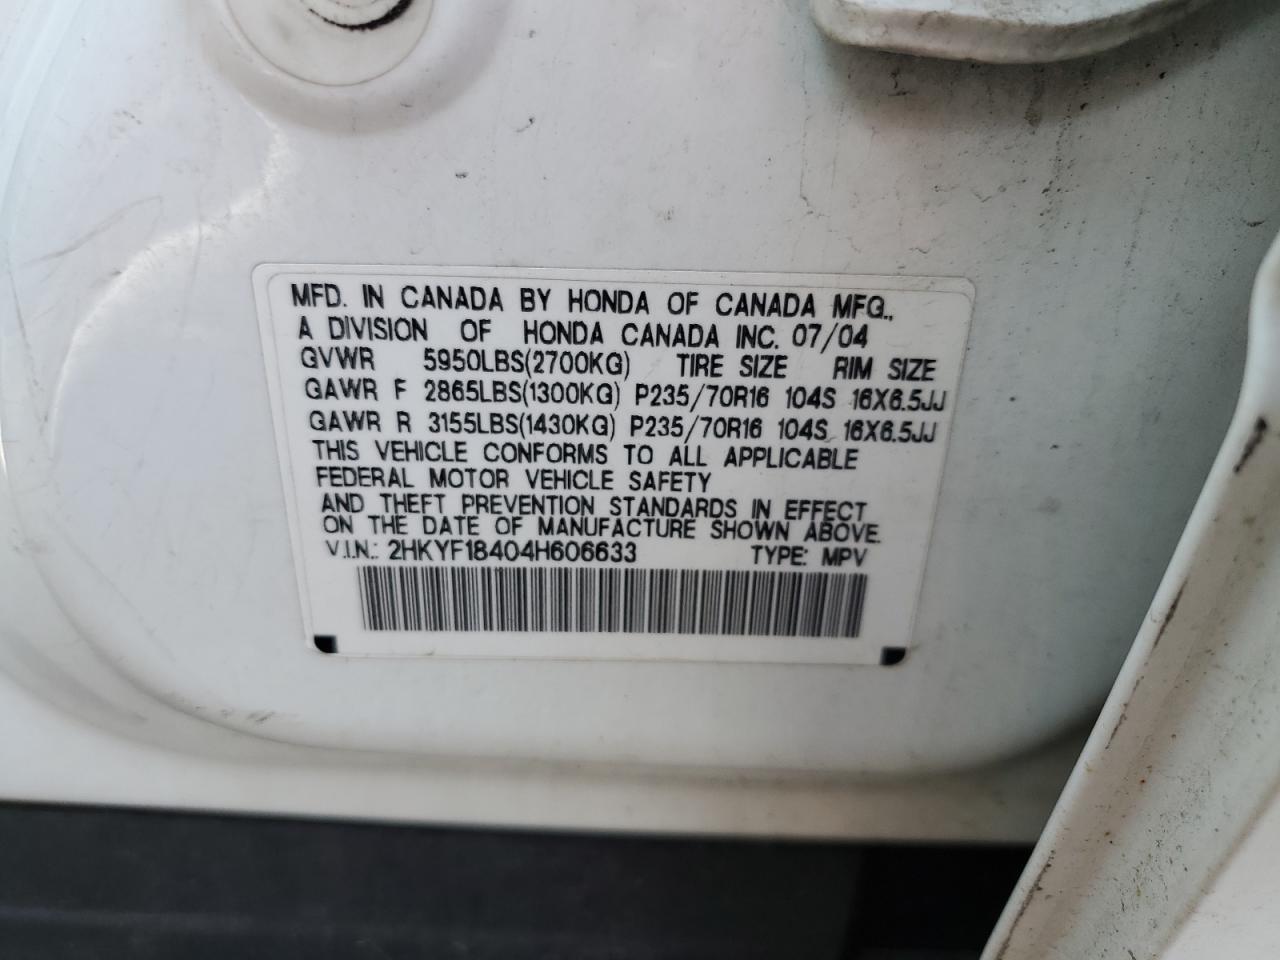 MFD. IN CANADA BY HONDA OF CANADA MFG.,
A DIVISION OF HONDA CANADA INC. 07/04
GVWR 5950LBS(2700KG) TIRE SIZE RIM SIZE
GAWR F 2865LBS(1300KG) P235/70R16 104S 16X6.5JJ
GAWR R 3155LBS(1430KG) P235/70R16 104S 16X6.5JJ
THIS VEHICLE CONFORMS TO ALL APPLICABLE
FEDERAL MOTOR VEHICLE SAFETY
AND THEFT PREVENTION STANDARDS IN EFFECT
ON THE DATE OF MANUFACTURE SHOWN ABOVE.
V.I.N.: 2HKYF18404H606633 TYPE: MPV